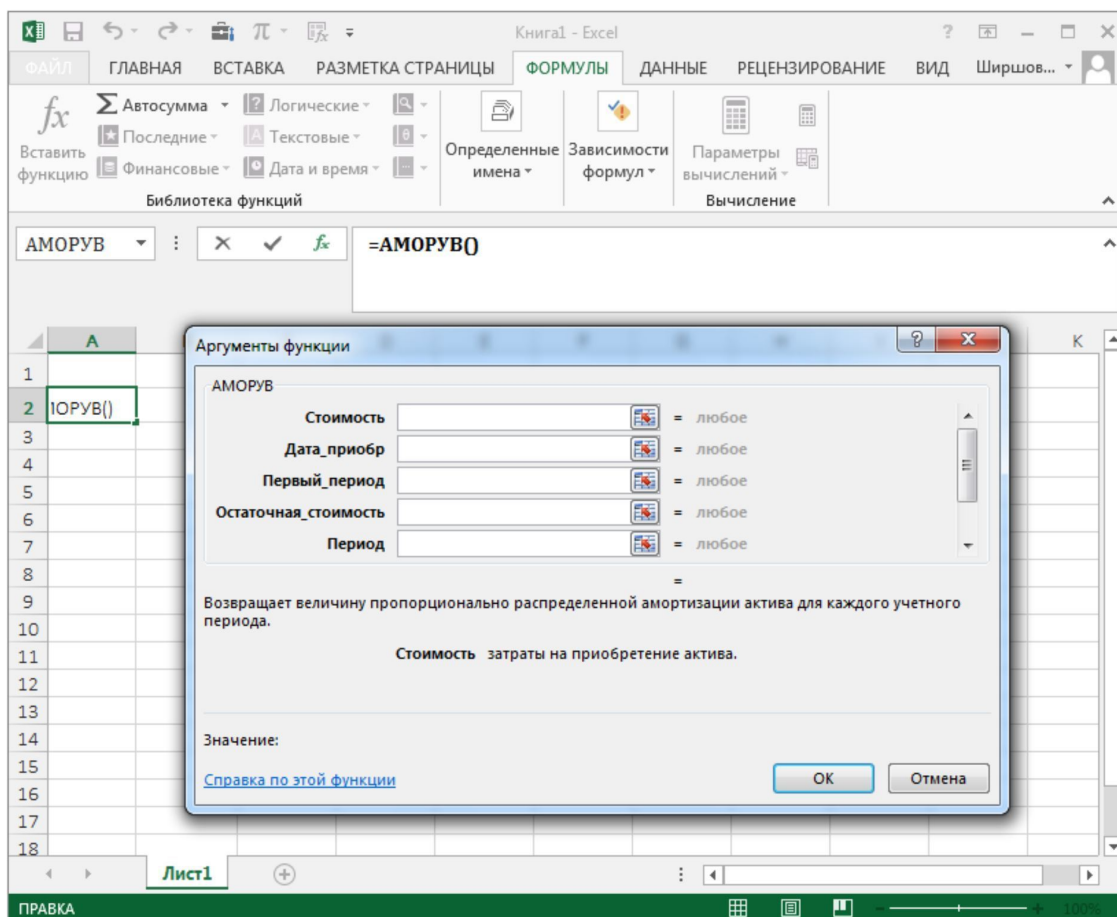 Книга1 - Excel
ФАЙЛ ГЛАВНАЯ ВСТАВКА РАЗМЕТКА СТРАНИЦЫ ФОРМУЛЫ ДАННЫЕ РЕЦЕНЗИРОВАНИЕ ВИД Ширшов...
Автосумма Логические
Последние Текстовые
Финансовые Дата и время
Вставить функцию
Определенные имена
Зависимости формул
Параметры вычислений
Библиотека функций Вычисление
АМОРУВ =АМОРУВ()
A K
Аргументы функции
1
АМОРУВ
2 ІОРУВ()
Стоимость = любое
3
Дата_приобр = любое
4
Первый_период = любое
5
Остаточная_стоимость = любое
6
Период = любое
7
8
=
9
Возвращает величину пропорционально распределенной амортизации актива для каждого учетного
периода.
10
11
Стоимость затраты на приобретение актива.
12
13
14
Значение:
15
Справка по этой функции OK Отмена
16
17
18
Лист1
ПРАВКА 100%